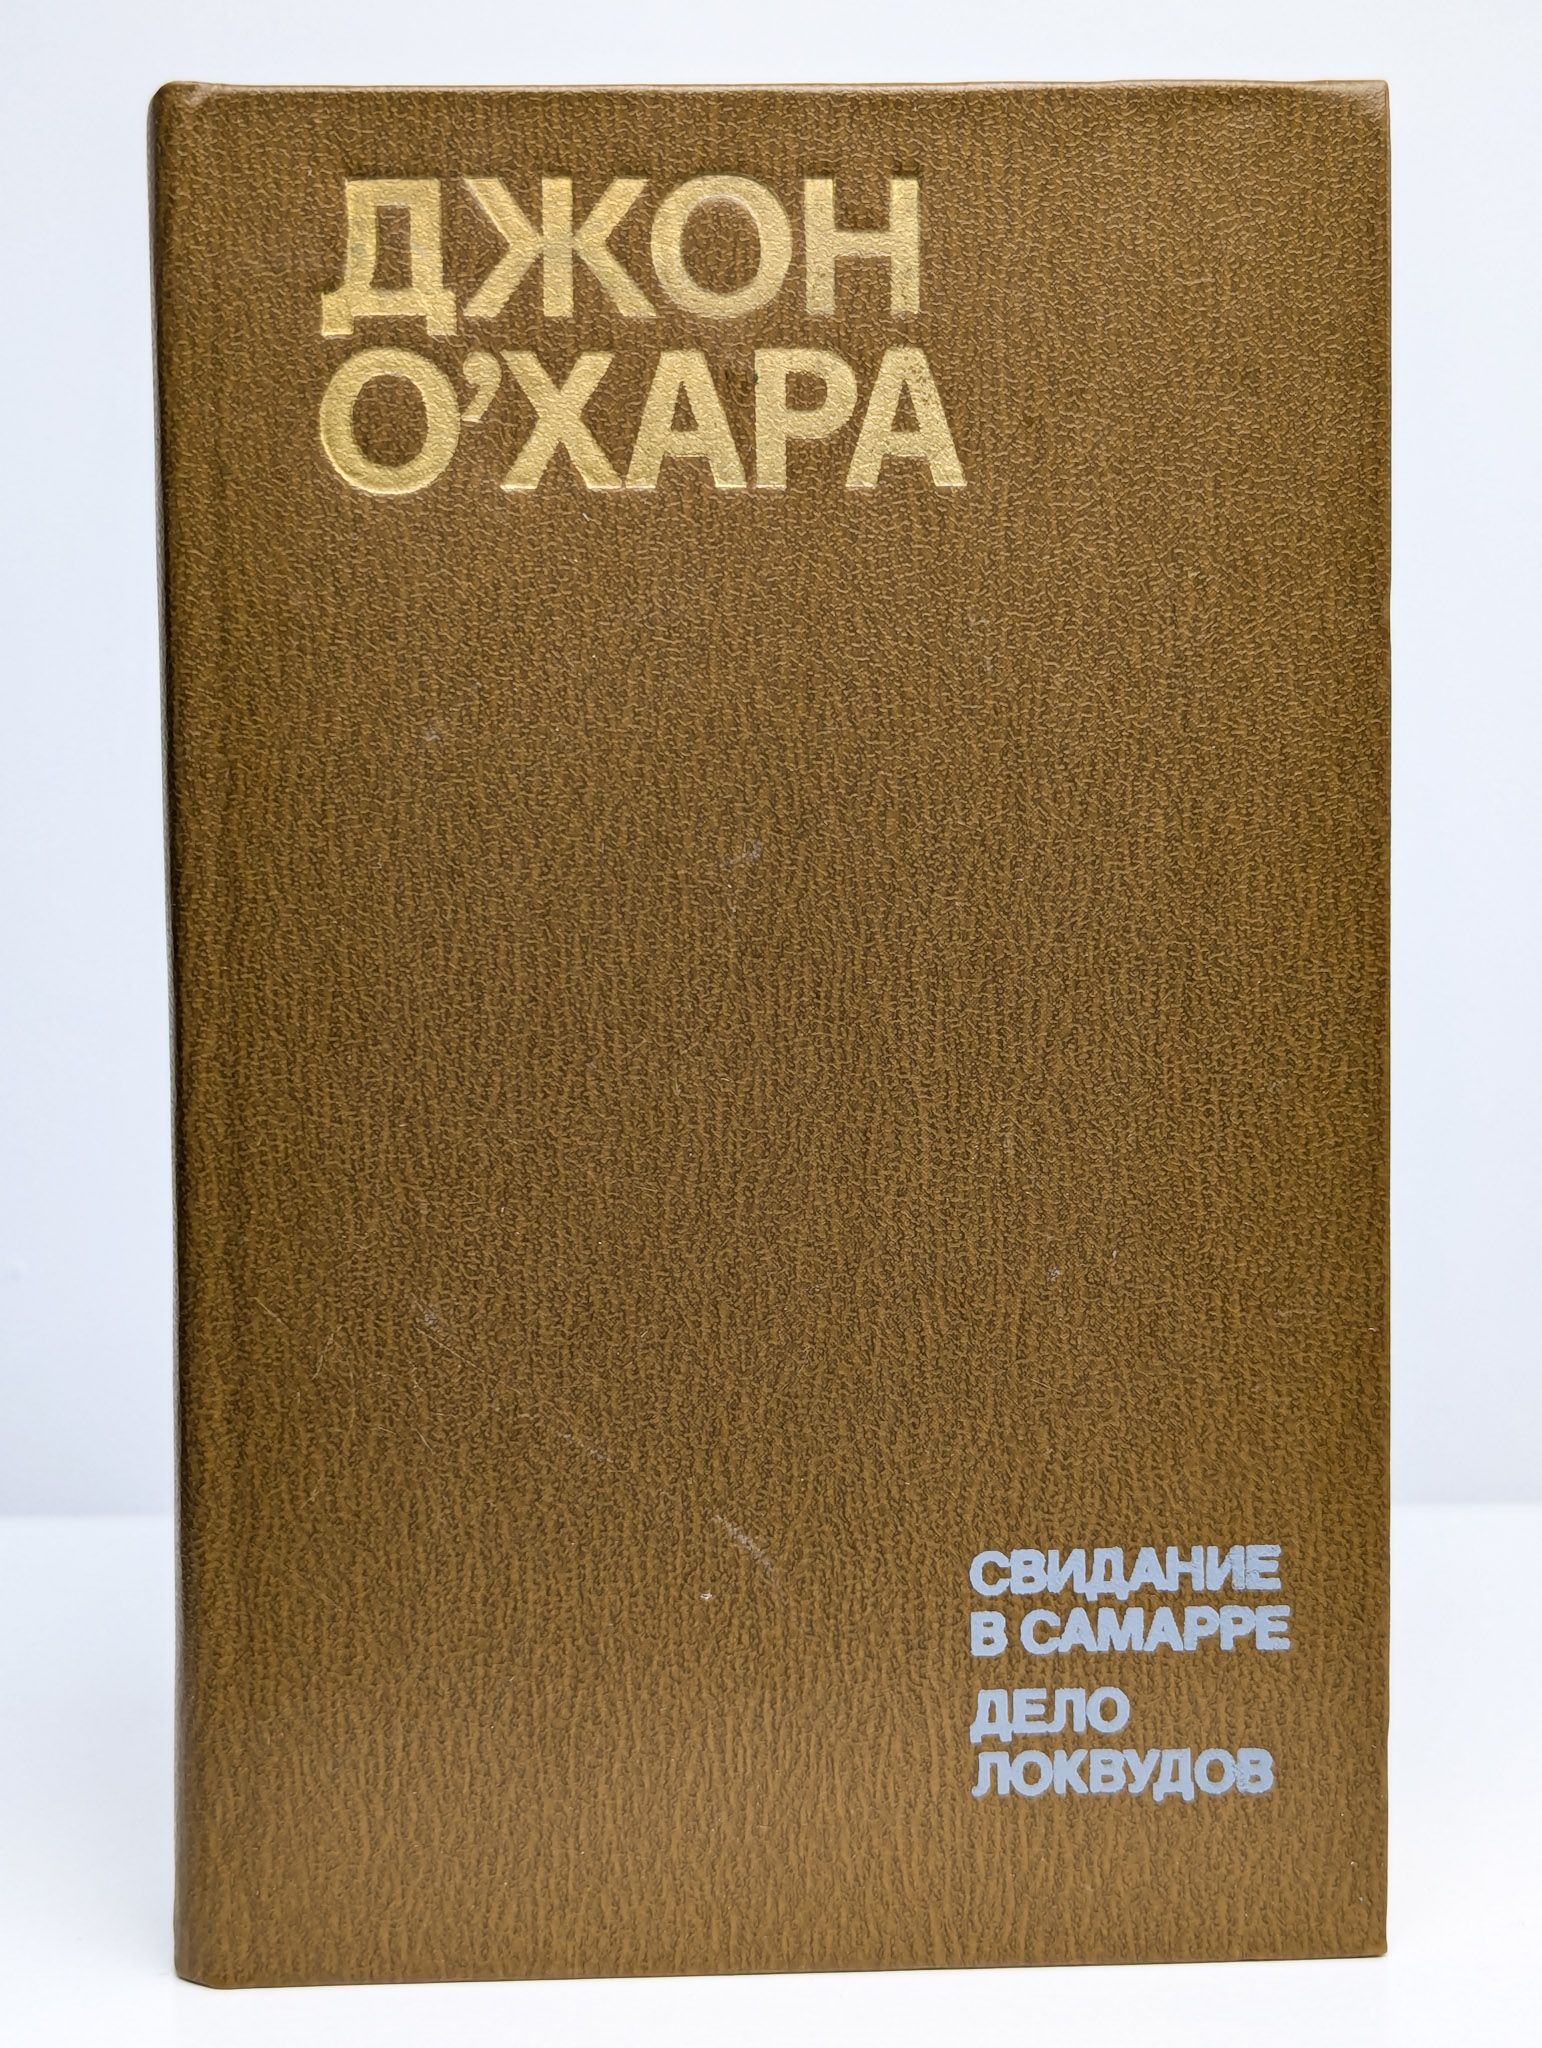 ДЖОН
О'ХАРА
СВИДАНИЕ
В САМАРРЕ
ДЕЛО
ЛОКВУДОВ